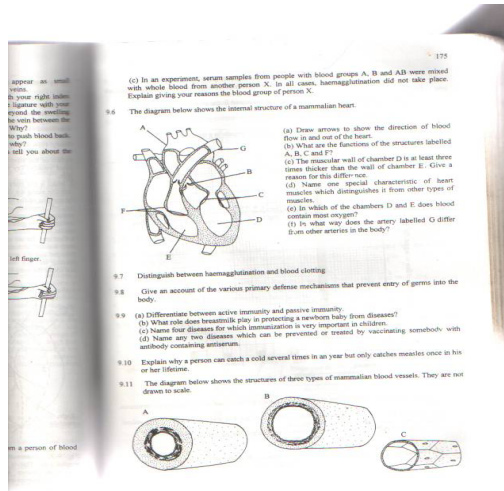 175
appear as small
veins.
h your right index
ligature with your
eyond the swelling
he vein between the
Why?
to push blood back.
why?
tell you about the
left finger.
m a person of blood
(c) In an experiment, serum samples from people with blood groups A, B and AB were mixed
with whole blood from another person X. In all cases, haemagglutination did not take place.
Explain giving your reasons the blood group of person X.
9.6 The diagram below shows the internal structure of a mammalian heart.
A
G
B
C
D
F
E
(a) Draw arrows to show the direction of blood
flow in and out of the heart.
(b) What are the functions of the structures labelled
A, B, C and F?
(c) The muscular wall of chamber D is at least three
times thicker than the wall of chamber E. Give a
reason for this difference.
(d) Name one special characteristic of heart
muscles which distinguishes it from other types of
muscles.
(e) In which of the chambers D and E does blood
contain most oxygen?
(f) In what way does the artery labelled G differ
from other arteries in the body?
9.7 Distinguish between haemagglutination and blood clotting
9.8 Give an account of the various primary defense mechanisms that prevent entry of germs into the
body.
9.9 (a) Differentiate between active immunity and passive immunity.
(b) What role does breastmilk play in protecting a newborn baby from diseases?
(c) Name four diseases for which immunization is very important in children.
(d) Name any two diseases which can be prevented or treated by vaccinating somebody with
antibody containing antiserum.
9.10 Explain why a person can catch a cold several times in an year but only catches measles once in his
or her lifetime.
9.11 The diagram below shows the structures of three types of mammalian blood vessels. They are not
drawn to scale.
A
B
C